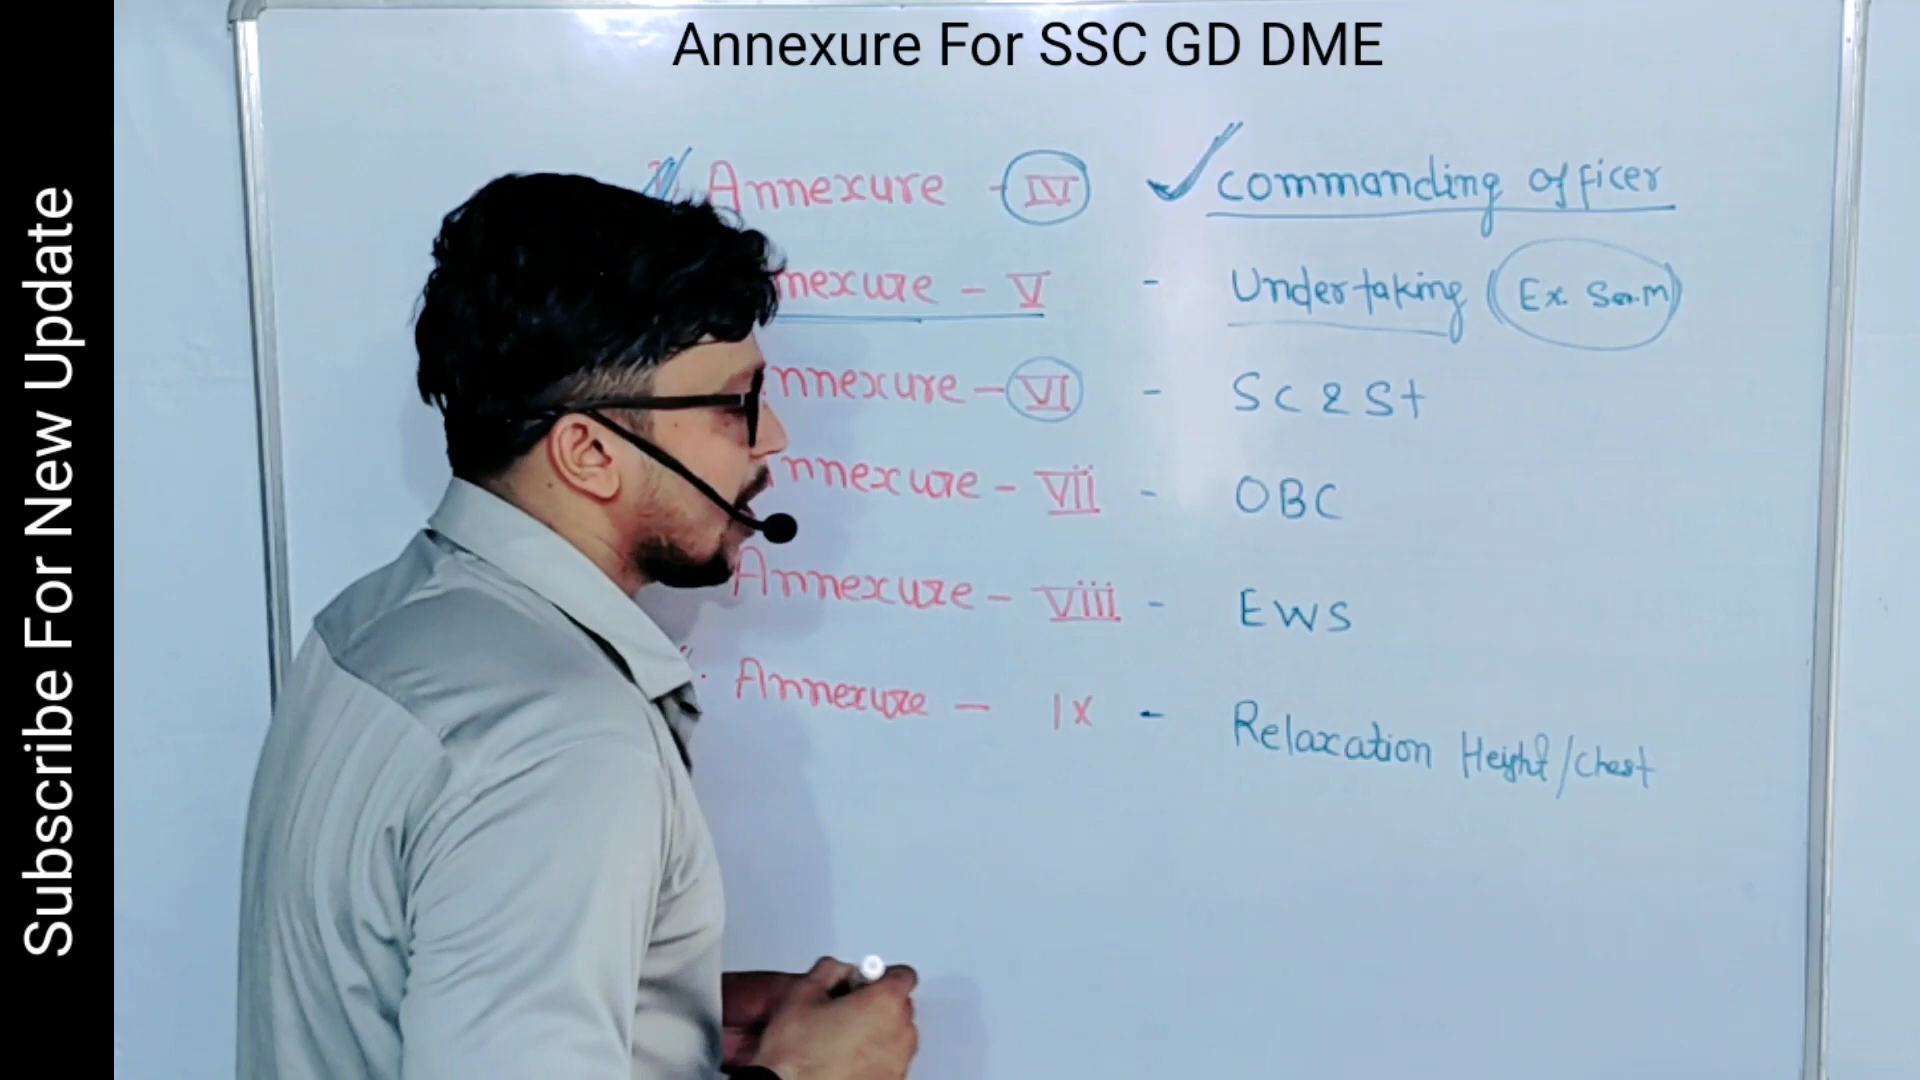 Annexure For SSC GD DME
Subscribe For New Update
Annexure - IV ✓ commanding officer
nexure - V - Undertaking (Ex. Ser.M)
nnexure - VI - Sc & St
nnexure - Vii - OBC
Annexure - Viii - EWS
Annexure - IX - Relaxation Height/Chest